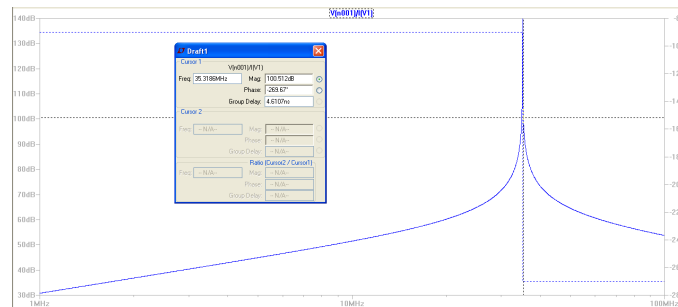 V(n001)/I(V1)
140dB
130dB
120dB
110dB
100dB
90dB
80dB
70dB
60dB
50dB
40dB
30dB
1MHz
10MHz
100MHz
Draft1
Cursor 1
V(n001)/I(V1)
Freq: 35.3186MHz Mag: 100.512dB
Phase: -269.67°
Group Delay: 4.6107ns
Cursor 2
Freq: -- N/A-- Mag: -- N/A--
Phase: -- N/A--
Group Delay: -- N/A--
Ratio (Cursor2 / Cursor1)
Freq: -- N/A-- Mag: -- N/A--
Phase: -- N/A--
Group Delay: -- N/A--